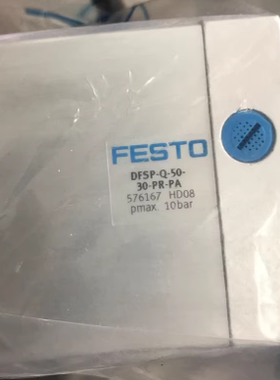 FESTO
DFSP-Q-50-
30-PR-PA
576167 HD08
pmax. 10bar